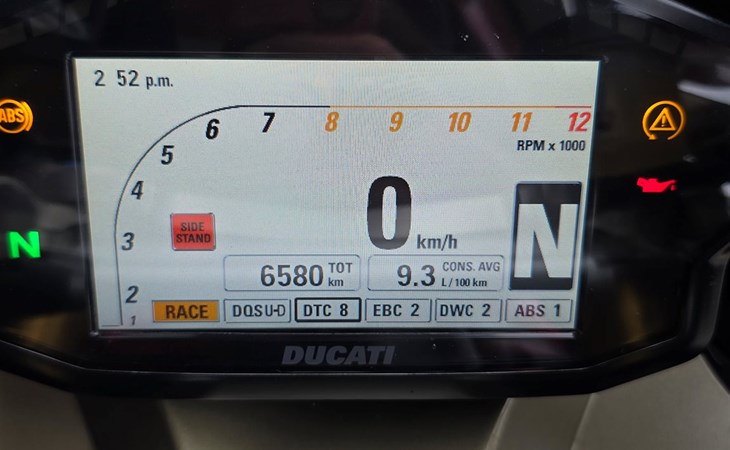 2 52 p.m.
ABS
1 2 3 4 5 6 7 8 9 10 11 12
RPM x 1000
N
SIDE
STAND
0 km/h
N
6580 TOT
km
9.3 CONS. AVG
L/100 km
RACE DQSU-D DTC 8 EBC 2 DWC 2 ABS 1
DUCATI